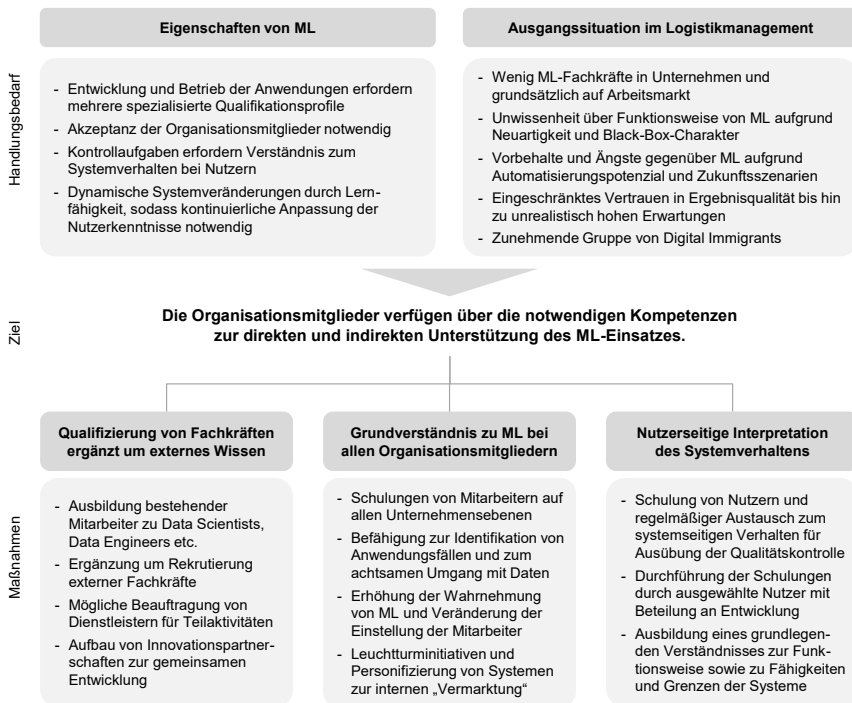 Handlungsbedarf
Eigenschaften von ML
- Entwicklung und Betrieb der Anwendungen erfordern
mehrere spezialisierte Qualifikationsprofile
- Akzeptanz der Organisationsmitglieder notwendig
- Kontrollaufgaben erfordern Verständnis zum
Systemverhalten bei Nutzern
- Dynamische Systemveränderungen durch Lern-
fähigkeit, sodass kontinuierliche Anpassung der
Nutzerkenntnisse notwendig
Ausgangssituation im Logistikmanagement
- Wenig ML-Fachkräfte in Unternehmen und
grundsätzlich auf Arbeitsmarkt
- Unwissenheit über Funktionsweise von ML aufgrund
Neuartigkeit und Black-Box-Charakter
- Vorbehalte und Ängste gegenüber ML aufgrund
Automatisierungspotenzial und Zukunftsszenarien
- Eingeschränktes Vertrauen in Ergebnisqualität bis hin
zu unrealistisch hohen Erwartungen
- Zunehmende Gruppe von Digital Immigrants
Ziel
Die Organisationsmitglieder verfügen über die notwendigen Kompetenzen
zur direkten und indirekten Unterstützung des ML-Einsatzes.
Maßnahmen
Qualifizierung von Fachkräften
ergänzt um externes Wissen
- Ausbildung bestehender
Mitarbeiter zu Data Scientists,
Data Engineers etc.
- Ergänzung um Rekrutierung
externer Fachkräfte
- Mögliche Beauftragung von
Dienstleistern für Teilaktivitäten
- Aufbau von Innovationspartner-
schaften zur gemeinsamen
Entwicklung
Grundverständnis zu ML bei
allen Organisationsmitgliedern
- Schulungen von Mitarbeitern auf
allen Unternehmensebenen
- Befähigung zur Identifikation von
Anwendungsfällen und zum
achtsamen Umgang mit Daten
- Erhöhung der Wahrnehmung
von ML und Veränderung der
Einstellung der Mitarbeiter
- Leuchtturminitiativen und
Personifizierung von Systemen
zur internen „Vermarktung“
Nutzerseitige Interpretation
des Systemverhaltens
- Schulung von Nutzern und
regelmäßiger Austausch zum
systemseitigen Verhalten für
Ausübung der Qualitätskontrolle
- Durchführung der Schulungen
durch ausgewählte Nutzer mit
Beteilung an Entwicklung
- Ausbildung eines grundlegen-
den Verständnisses zur Funk-
tionsweise sowie zu Fähigkeiten
und Grenzen der Systeme